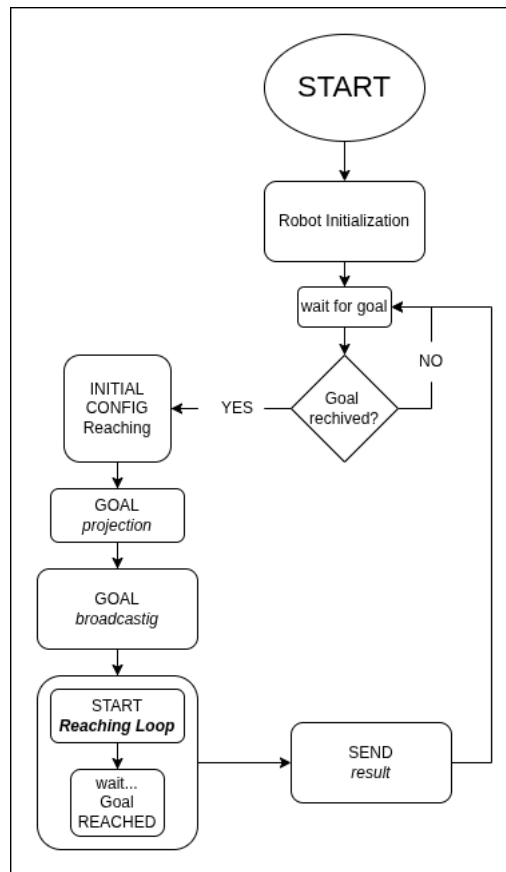 START
Robot Initialization
wait for goal
NO
Goal
rechived?
YES
INITIAL
CONFIG
Reaching
GOAL
projection
GOAL
broadcastig
START
Reaching Loop
wait...
Goal
REACHED
SEND
result